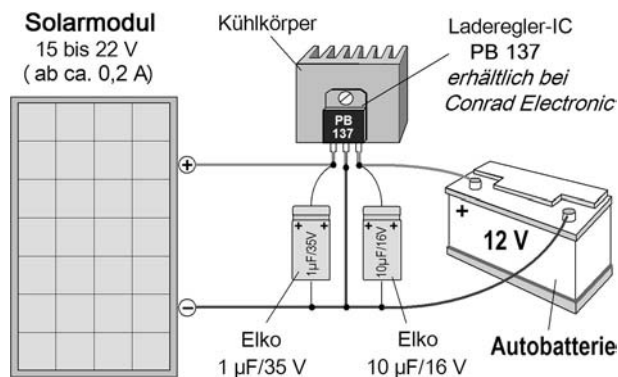 Solarmodul
15 bis 22 V
( ab ca. 0,2 A)
Kühlkörper
Laderegler-IC
PB 137
erhältlich bei
Conrad Electronic
PB
137
+
−
+ +
1µF/35V
+ +
10µF/16V
+
12 V
Elko
1 µF/35 V
Elko
10 µF/16 V
Autobatterie